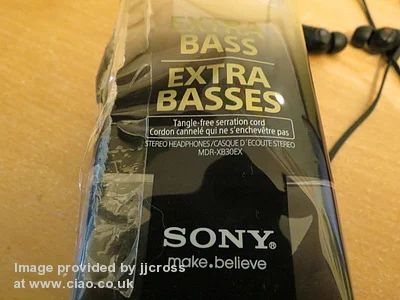 EXTRA
BASS
EXTRA
BASSES
Tangle-free serration cord
Cordon cannelé qui ne s'enchevêtre pas
STEREO HEADPHONES/CASQUE D'ÉCOUTE STÉRÉO
MDR-XB30EX
SONY®
make.believe
Image provided by jjcross
at www.ciao.co.uk